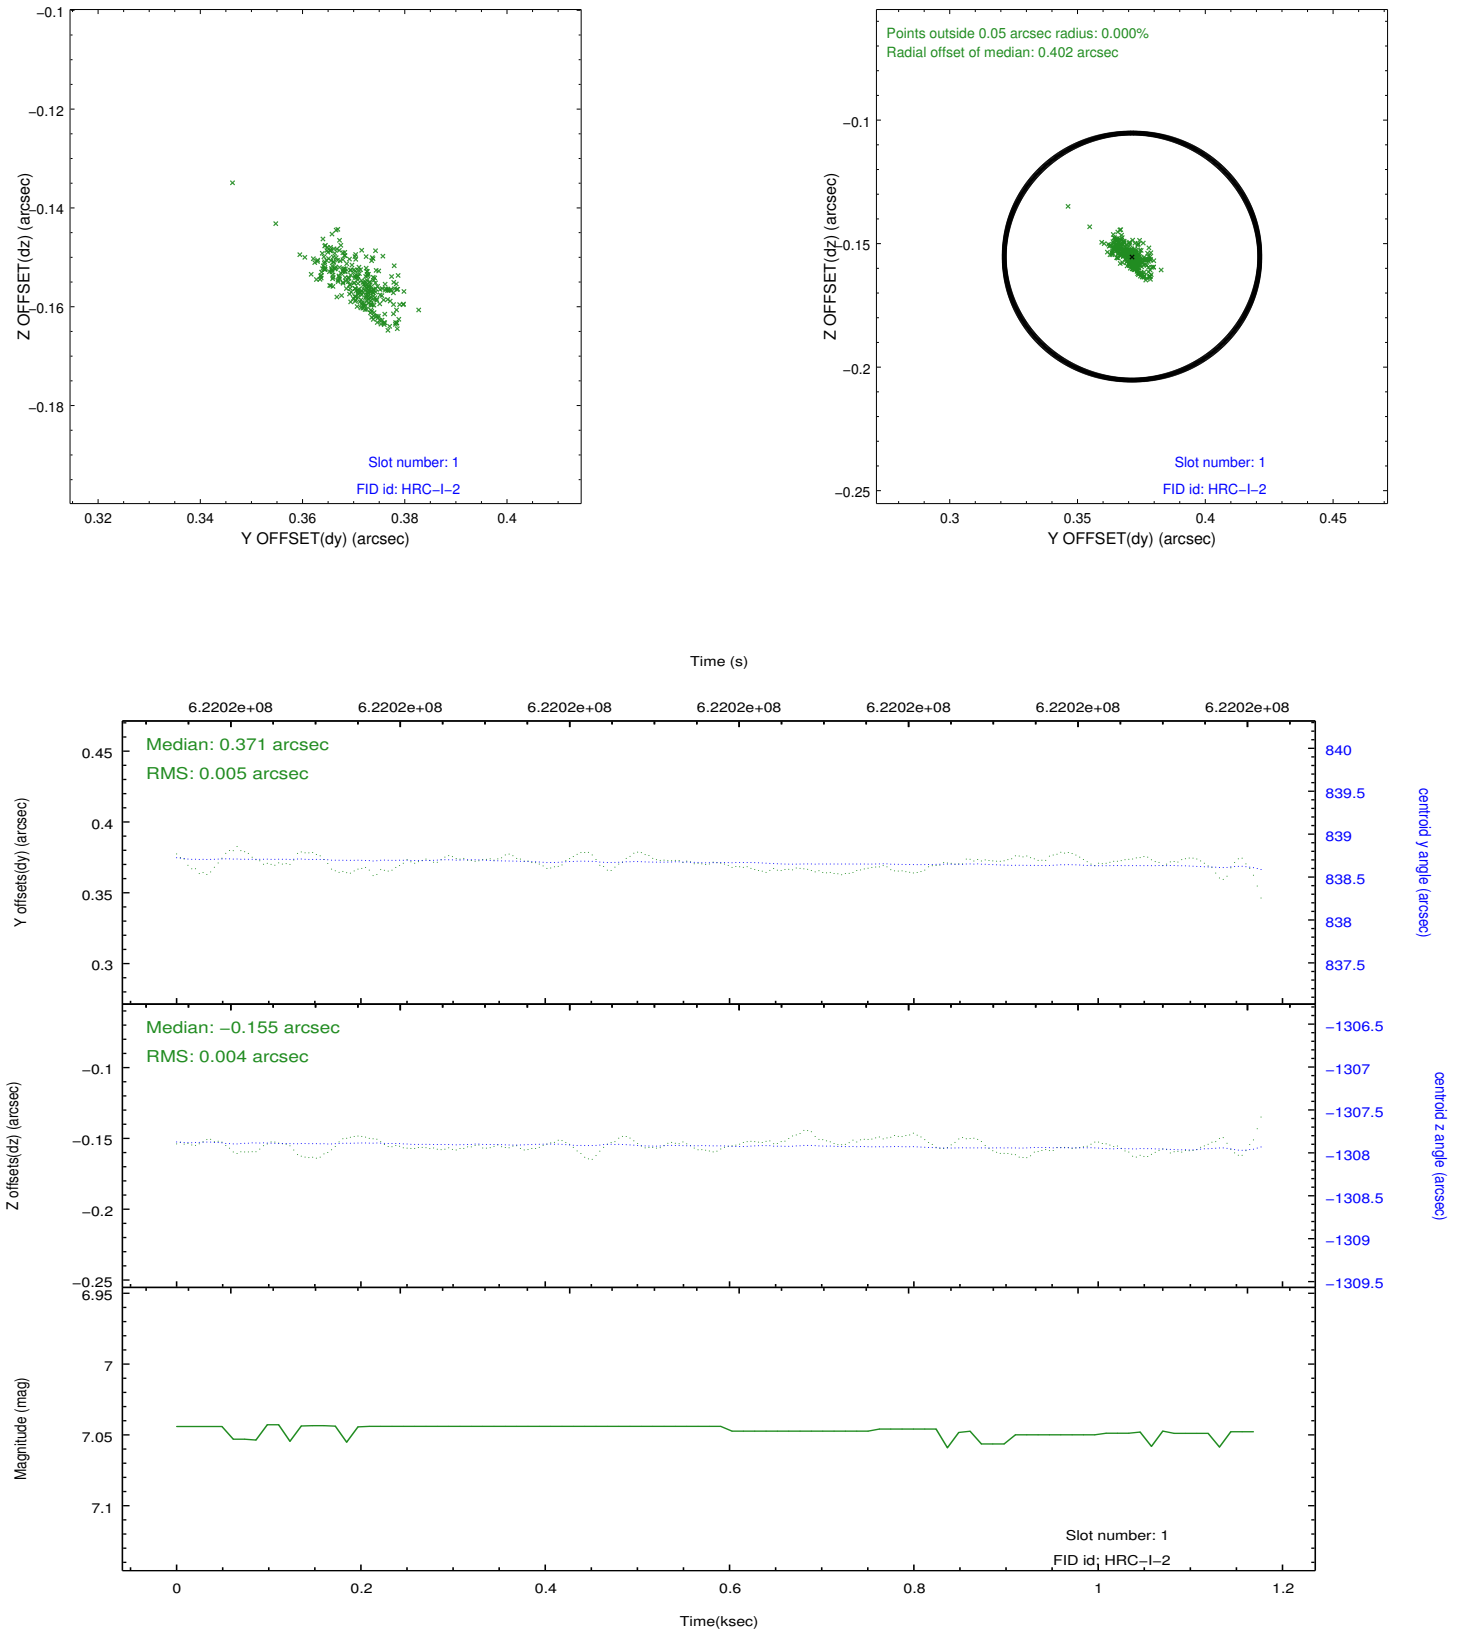 −0.1
−0.12
−0.14
−0.16
−0.18
Z OFFSET(dz) (arcsec)
0.32
0.34
0.36
0.38
0.4
Y OFFSET(dy) (arcsec)
Slot number: 1
FID id: HRC−I−2
Points outside 0.05 arcsec radius: 0.000%
Radial offset of median: 0.402 arcsec
−0.1
−0.15
−0.2
−0.25
Z OFFSET(dz) (arcsec)
0.3
0.35
0.4
0.45
Y OFFSET(dy) (arcsec)
Slot number: 1
FID id: HRC−I−2
Time (s)
6.2202e+08
6.2202e+08
6.2202e+08
6.2202e+08
6.2202e+08
6.2202e+08
6.2202e+08
Median: 0.371 arcsec
RMS: 0.005 arcsec
0.45
0.4
0.35
0.3
Y offsets(dy) (arcsec)
840
839.5
839
838.5
838
837.5
centroid y angle (arcsec)
Median: −0.155 arcsec
RMS: 0.004 arcsec
−0.1
−0.15
−0.2
−0.25
Z offsets(dz) (arcsec)
−1306.5
−1307
−1307.5
−1308
−1308.5
−1309
−1309.5
centroid z angle (arcsec)
6.95
7
7.05
7.1
Magnitude (mag)
Slot number: 1
FID id: HRC−I−2
0
0.2
0.4
0.6
0.8
1
1.2
Time(ksec)